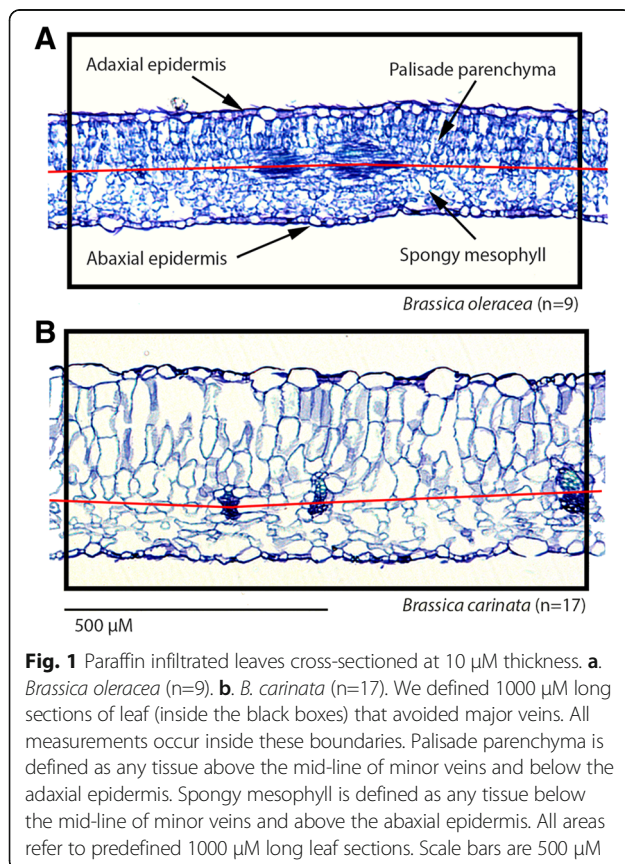 A
Adaxial epidermis
Palisade parenchyma
Abaxial epidermis
Spongy mesophyll
Brassica oleracea (n=9)
B
Brassica carinata (n=17)
500 µM
Fig. 1 Paraffin infiltrated leaves cross-sectioned at 10 µM thickness. a.
Brassica oleracea (n=9). b. B. carinata (n=17). We defined 1000 µM long
sections of leaf (inside the black boxes) that avoided major veins. All
measurements occur inside these boundaries. Palisade parenchyma is
defined as any tissue above the mid-line of minor veins and below the
adaxial epidermis. Spongy mesophyll is defined as any tissue below
the mid-line of minor veins and above the abaxial epidermis. All areas
refer to predefined 1000 µM long leaf sections. Scale bars are 500 µM